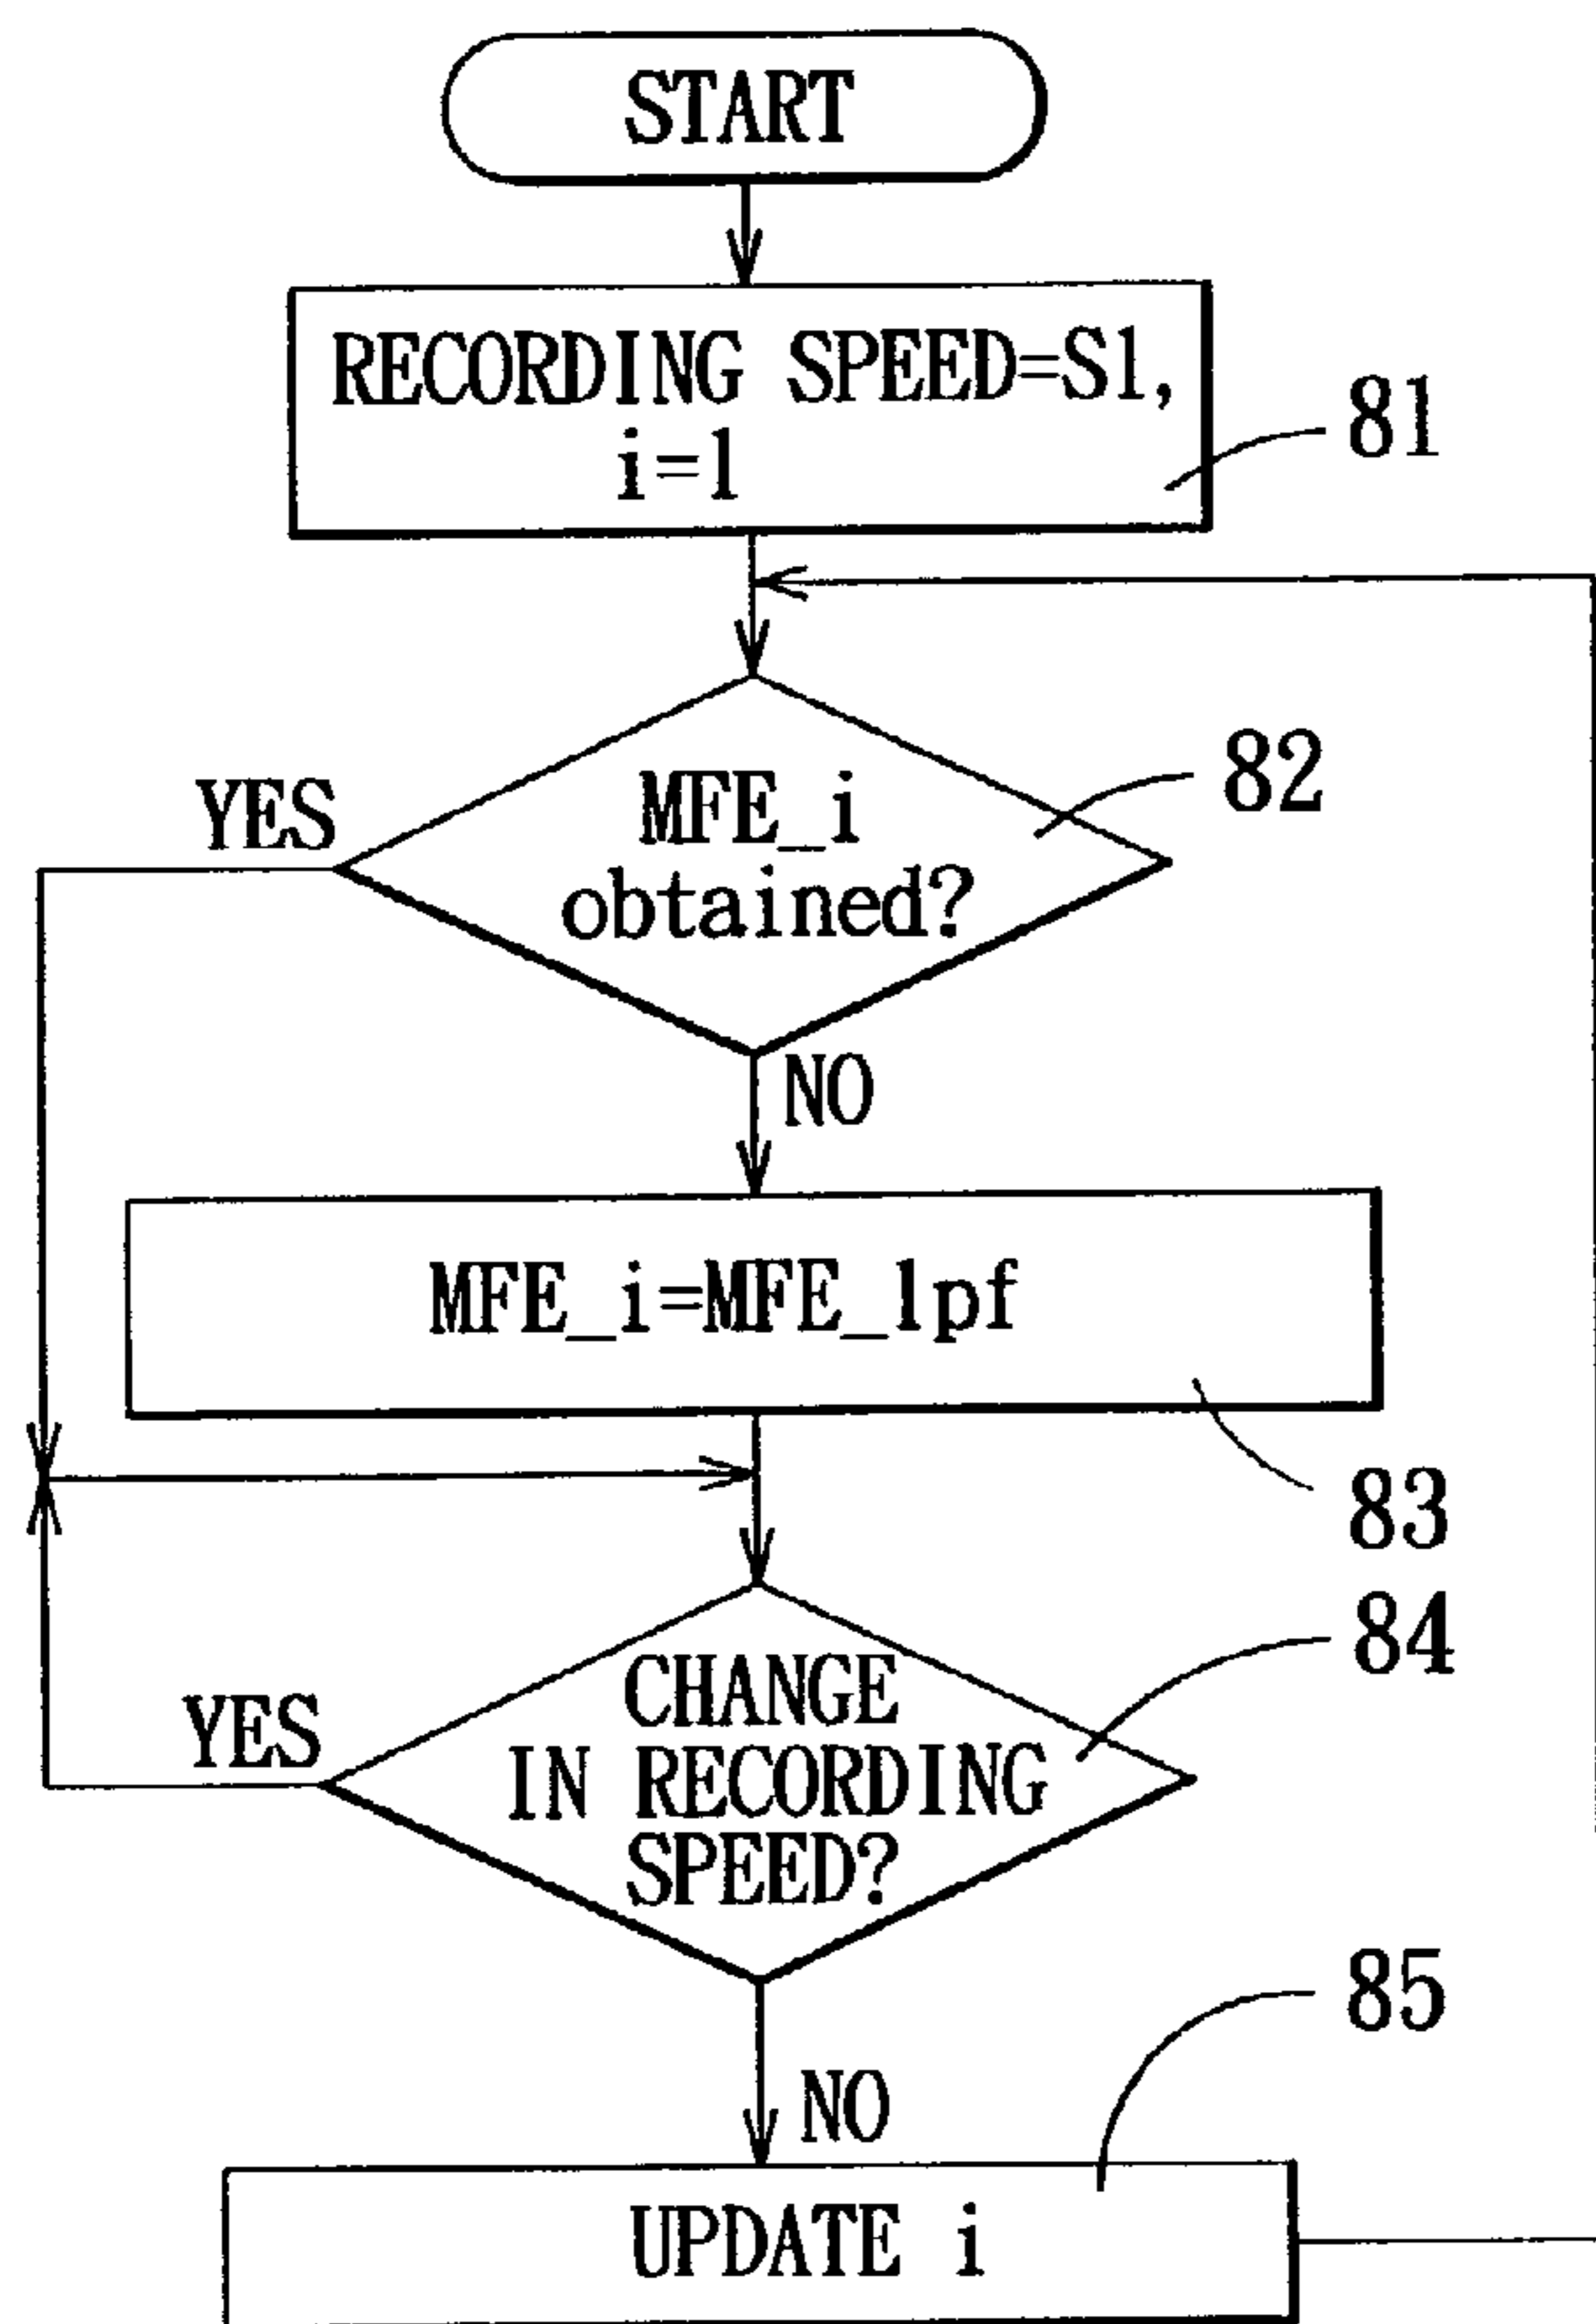 START
RECORDING SPEED=S1,
i=1
81
82
YES
MFE_i
obtained?
NO
MFE_i=MFE_lpf
83
84
CHANGE
YES
IN RECORDING
SPEED?
85
NO
UPDATE i